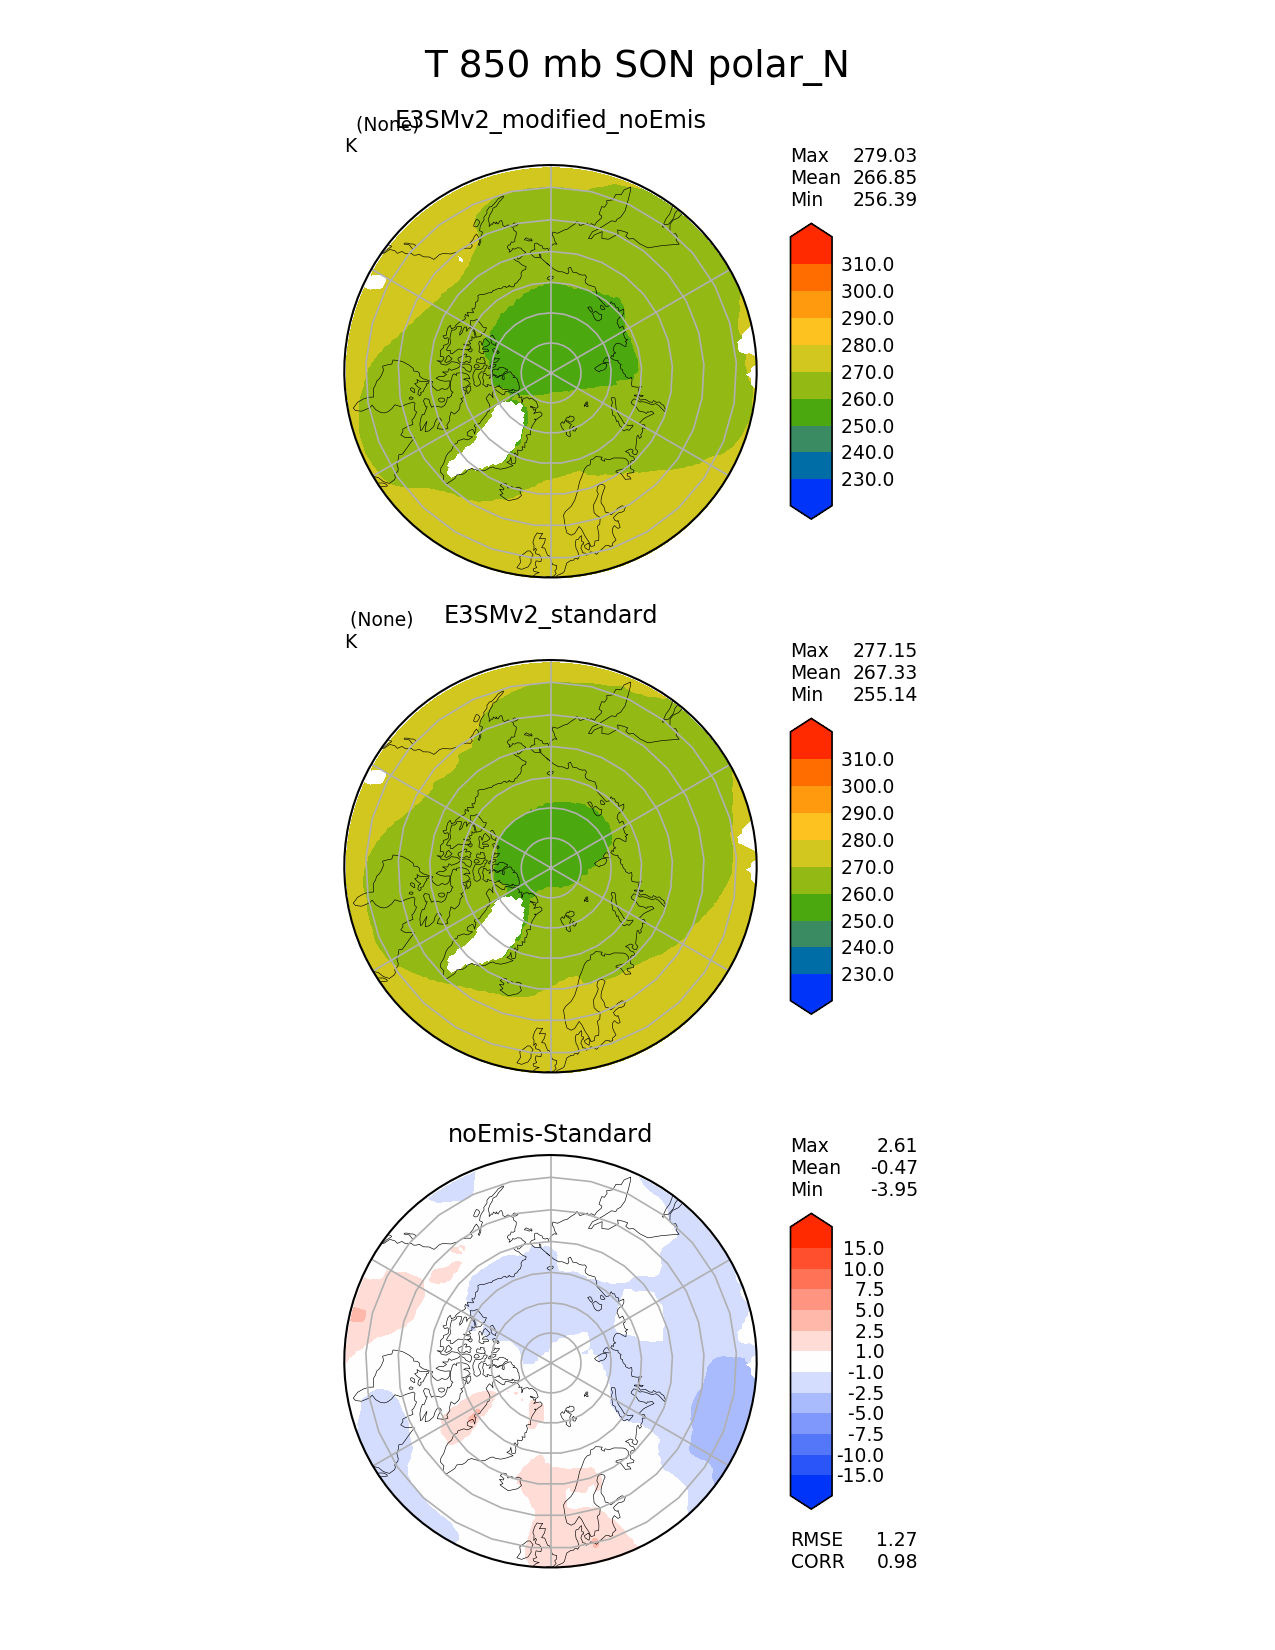 T 850 mb SON polar_N
E3SMv2_modified_noEmis
(None)
K
Max 279.03
Mean 266.85
Min 256.39
310.0
300.0
290.0
280.0
270.0
260.0
250.0
240.0
230.0
E3SMv2_standard
(None)
K
Max 277.15
Mean 267.33
Min 255.14
310.0
300.0
290.0
280.0
270.0
260.0
250.0
240.0
230.0
noEmis-Standard
Max 2.61
Mean -0.47
Min -3.95
15.0
10.0
7.5
5.0
2.5
1.0
-1.0
-2.5
-5.0
-7.5
-10.0
-15.0
RMSE 1.27
CORR 0.98